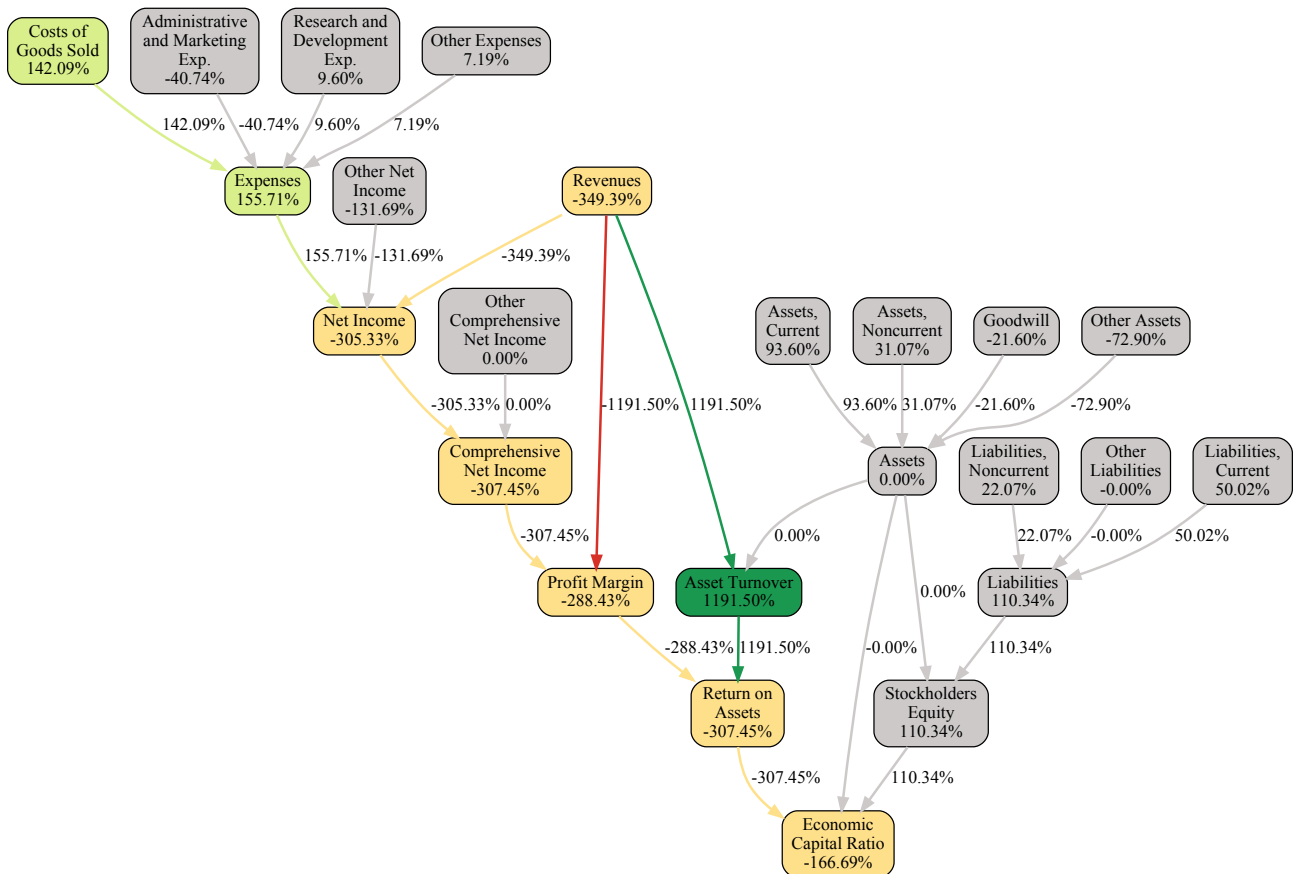 Costs of
Goods Sold
142.09%
Administrative
and Marketing
Exp.
-40.74%
Research and
Development
Exp.
9.60%
Other Expenses
7.19%
142.09%
-40.74%
9.60%
7.19%
Expenses
155.71%
Other Net
Income
-131.69%
Revenues
-349.39%
155.71%
-131.69%
-349.39%
Net Income
-305.33%
Other
Comprehensive
Net Income
0.00%
Assets,
Current
93.60%
Assets,
Noncurrent
31.07%
Goodwill
-21.60%
Other Assets
-72.90%
-305.33%
0.00%
-1191.50%
1191.50%
93.60%
31.07%
-21.60%
-72.90%
Comprehensive
Net Income
-307.45%
Assets
0.00%
Liabilities,
Noncurrent
22.07%
Other
Liabilities
-0.00%
Liabilities,
Current
50.02%
-307.45%
0.00%
22.07%
-0.00%
50.02%
Profit Margin
-288.43%
Asset Turnover
1191.50%
0.00%
Liabilities
110.34%
-288.43%
1191.50%
-0.00%
110.34%
Return on
Assets
-307.45%
Stockholders
Equity
110.34%
-307.45%
110.34%
Economic
Capital Ratio
-166.69%